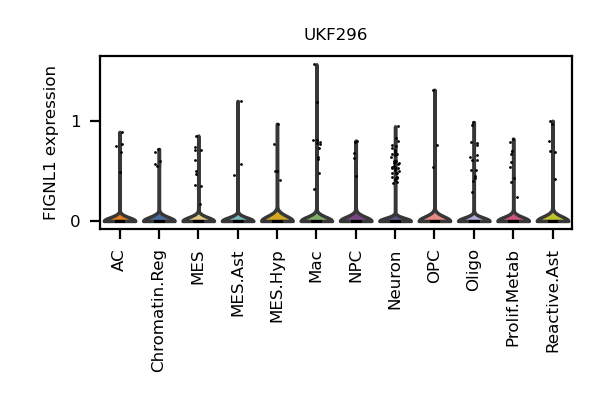 UKF296
FIGNL1 expression
1
0
AC
Chromatin.Reg
MES
MES.Ast
MES.Hyp
Mac
NPC
Neuron
OPC
Oligo
Prolif.Metab
Reactive.Ast